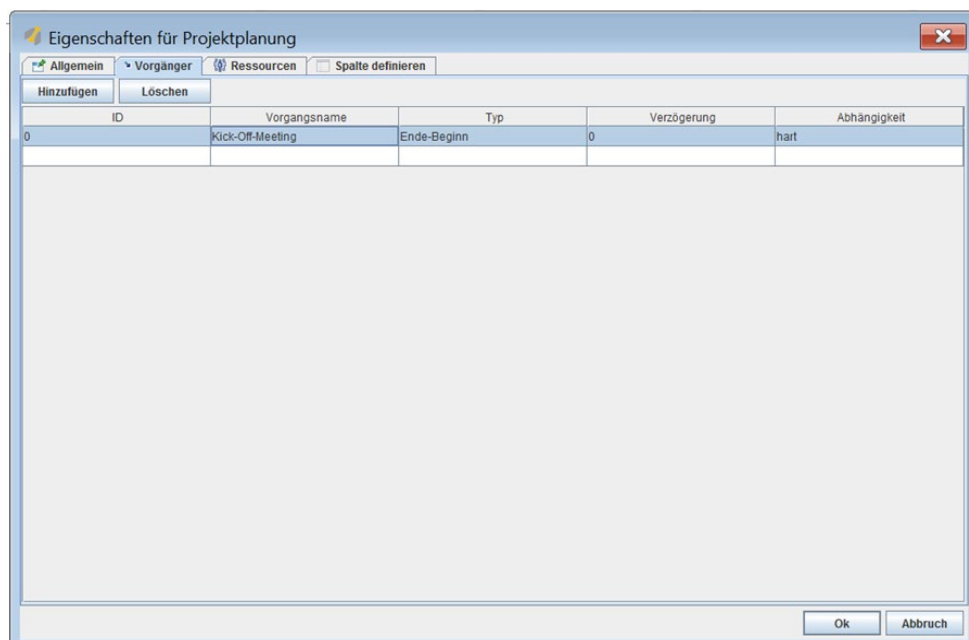 Eigenschaften für Projektplanung
Allgemein Vorgänger Ressourcen Spalte definieren
Hinzufügen Löschen
ID Vorgangsname Typ Verzögerung Abhängigkeit
0 Kick-Off-Meeting Ende-Beginn 0 hart
Ok Abbruch